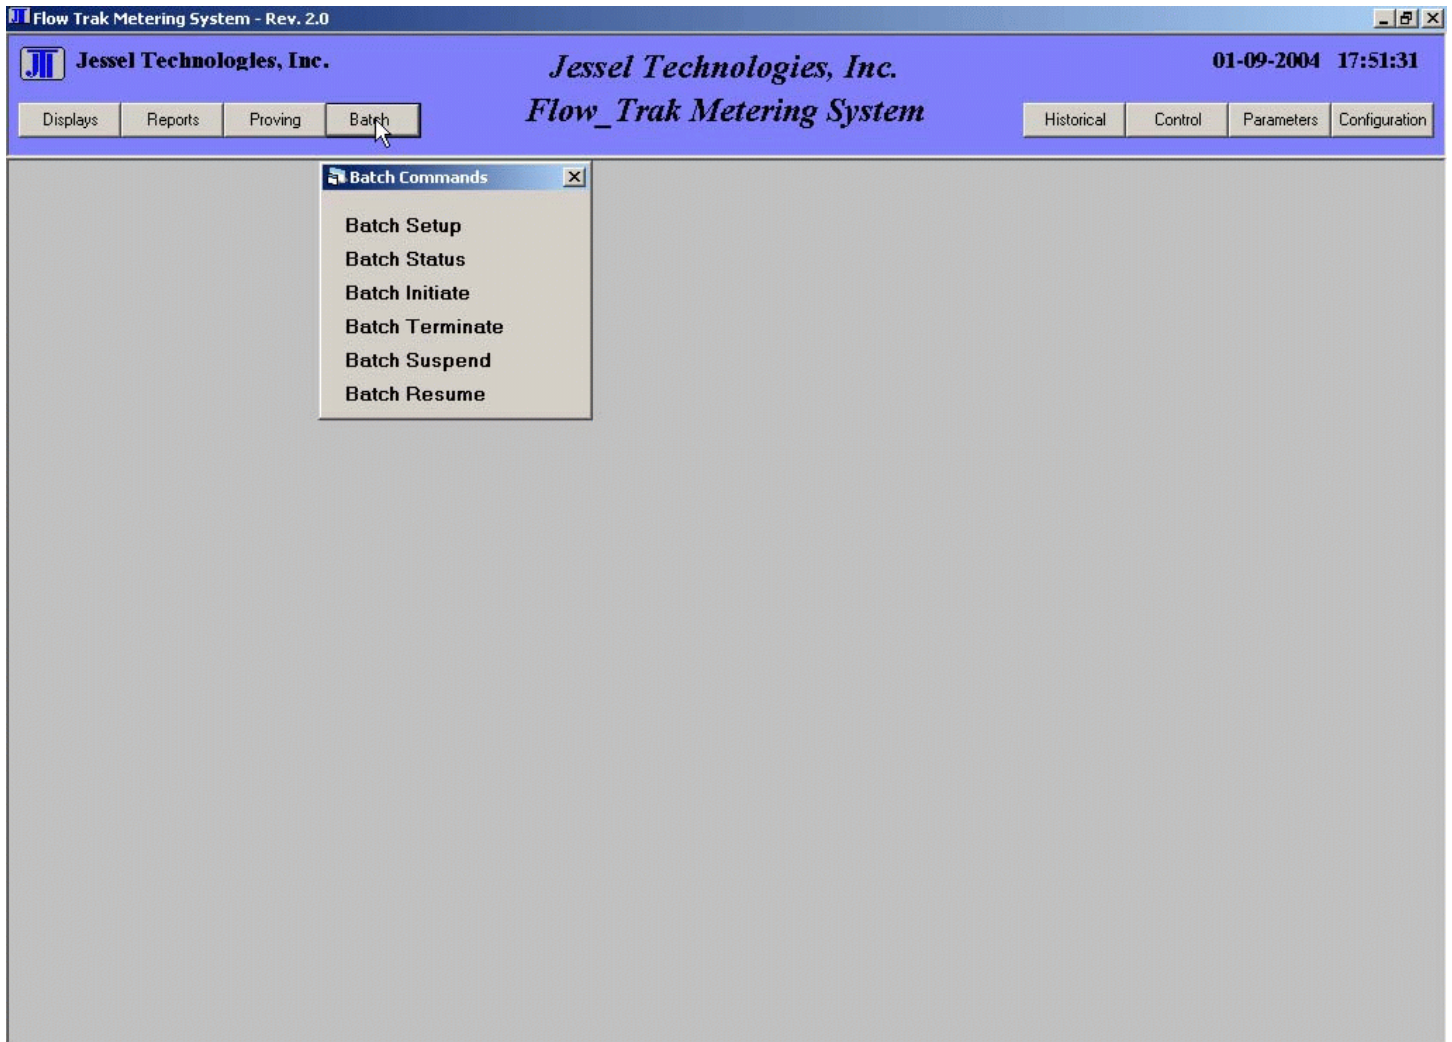 Flow Trak Metering System - Rev. 2.0
JTI Jessel Technologies, Inc.
Jessel Technologies, Inc.
01-09-2004 17:51:31
Flow_Trak Metering System
Displays Reports Proving Batch
Historical Control Parameters Configuration
Batch Commands
Batch Setup
Batch Status
Batch Initiate
Batch Terminate
Batch Suspend
Batch Resume